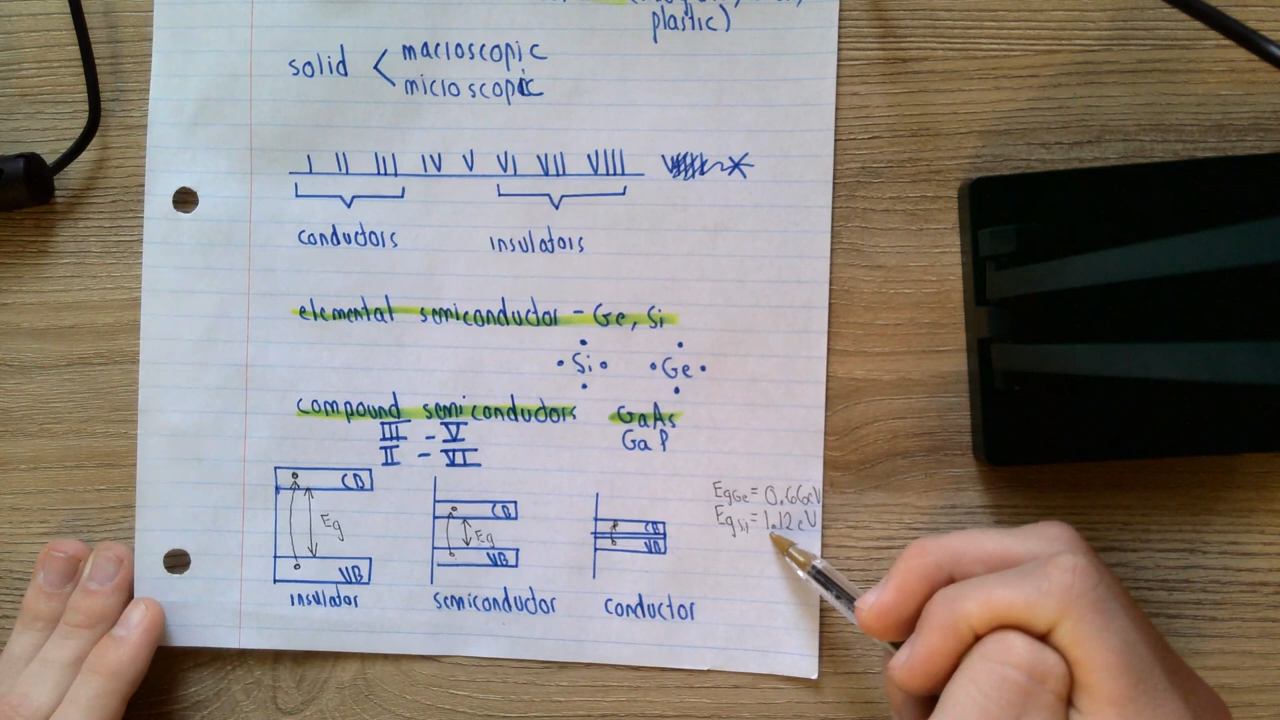 plastic)
solid < macroscopic
microscopic
I II III IV V VI VII VIII
conductors insulators
elemental semiconductor - Ge, Si
Si Ge
compound semiconductors GaAs
III - V GaP
II - VI
CB CB CB
Eg Eg
VB VB VB
EgGe = 0.66eV
EgSi = 1.12eV
insulator semiconductor conductor